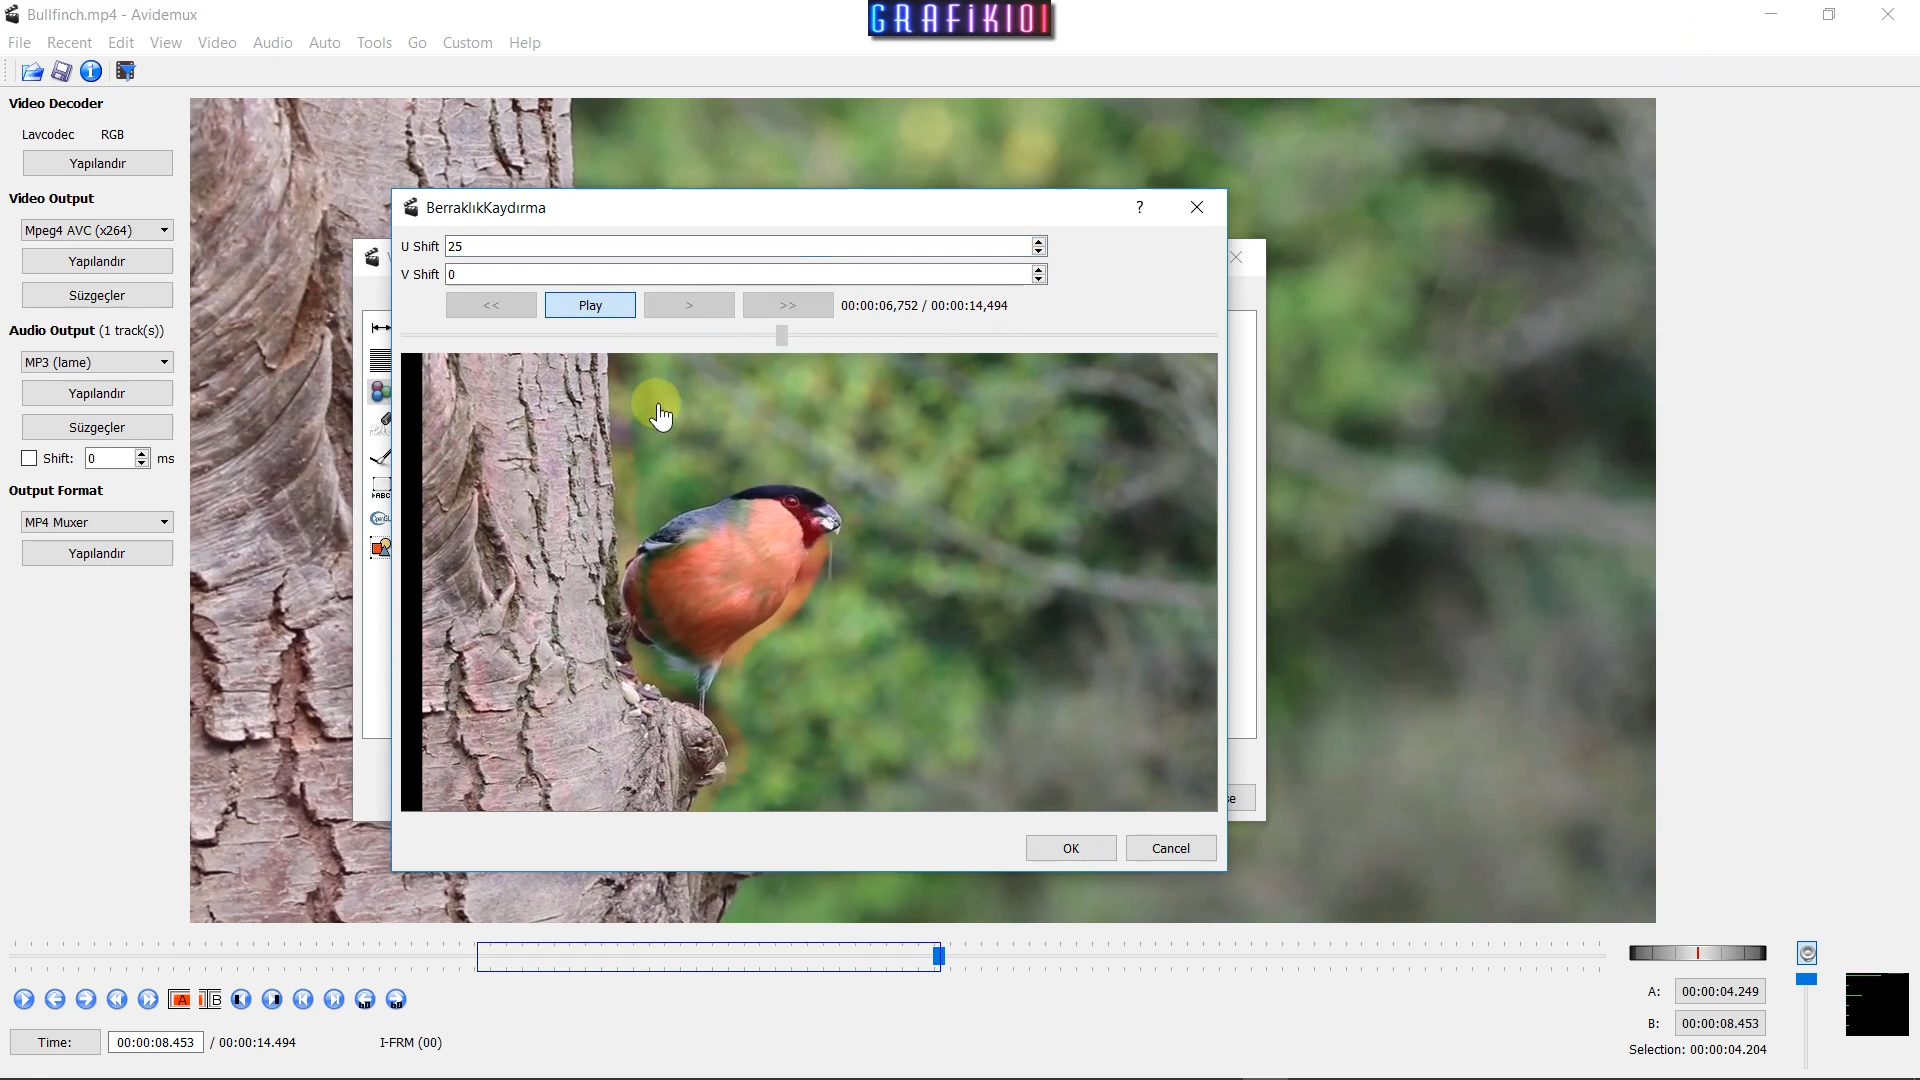 Bullfinch.mp4 - Avidemux
GRAFiK101
File Recent Edit View Video Audio Auto Tools Go Custom Help
Video Decoder
Lavcodec RGB
Yapılandır
Video Output
Mpeg4 AVC (x264)
Yapılandır
Süzgeçler
Audio Output (1 track(s))
MP3 (lame)
Yapılandır
Süzgeçler
Shift: 0 ms
Output Format
MP4 Muxer
Yapılandır
BerraklıkKaydırma
?
U Shift 25
V Shift 0
<< Play > >> 00:00:06,752 / 00:00:14,494
OK Cancel
A B
60 60
Time: 00:00:08.453 / 00:00:14.494 I-FRM (00)
A: 00:00:04.249
B: 00:00:08.453
Selection: 00:00:04.204